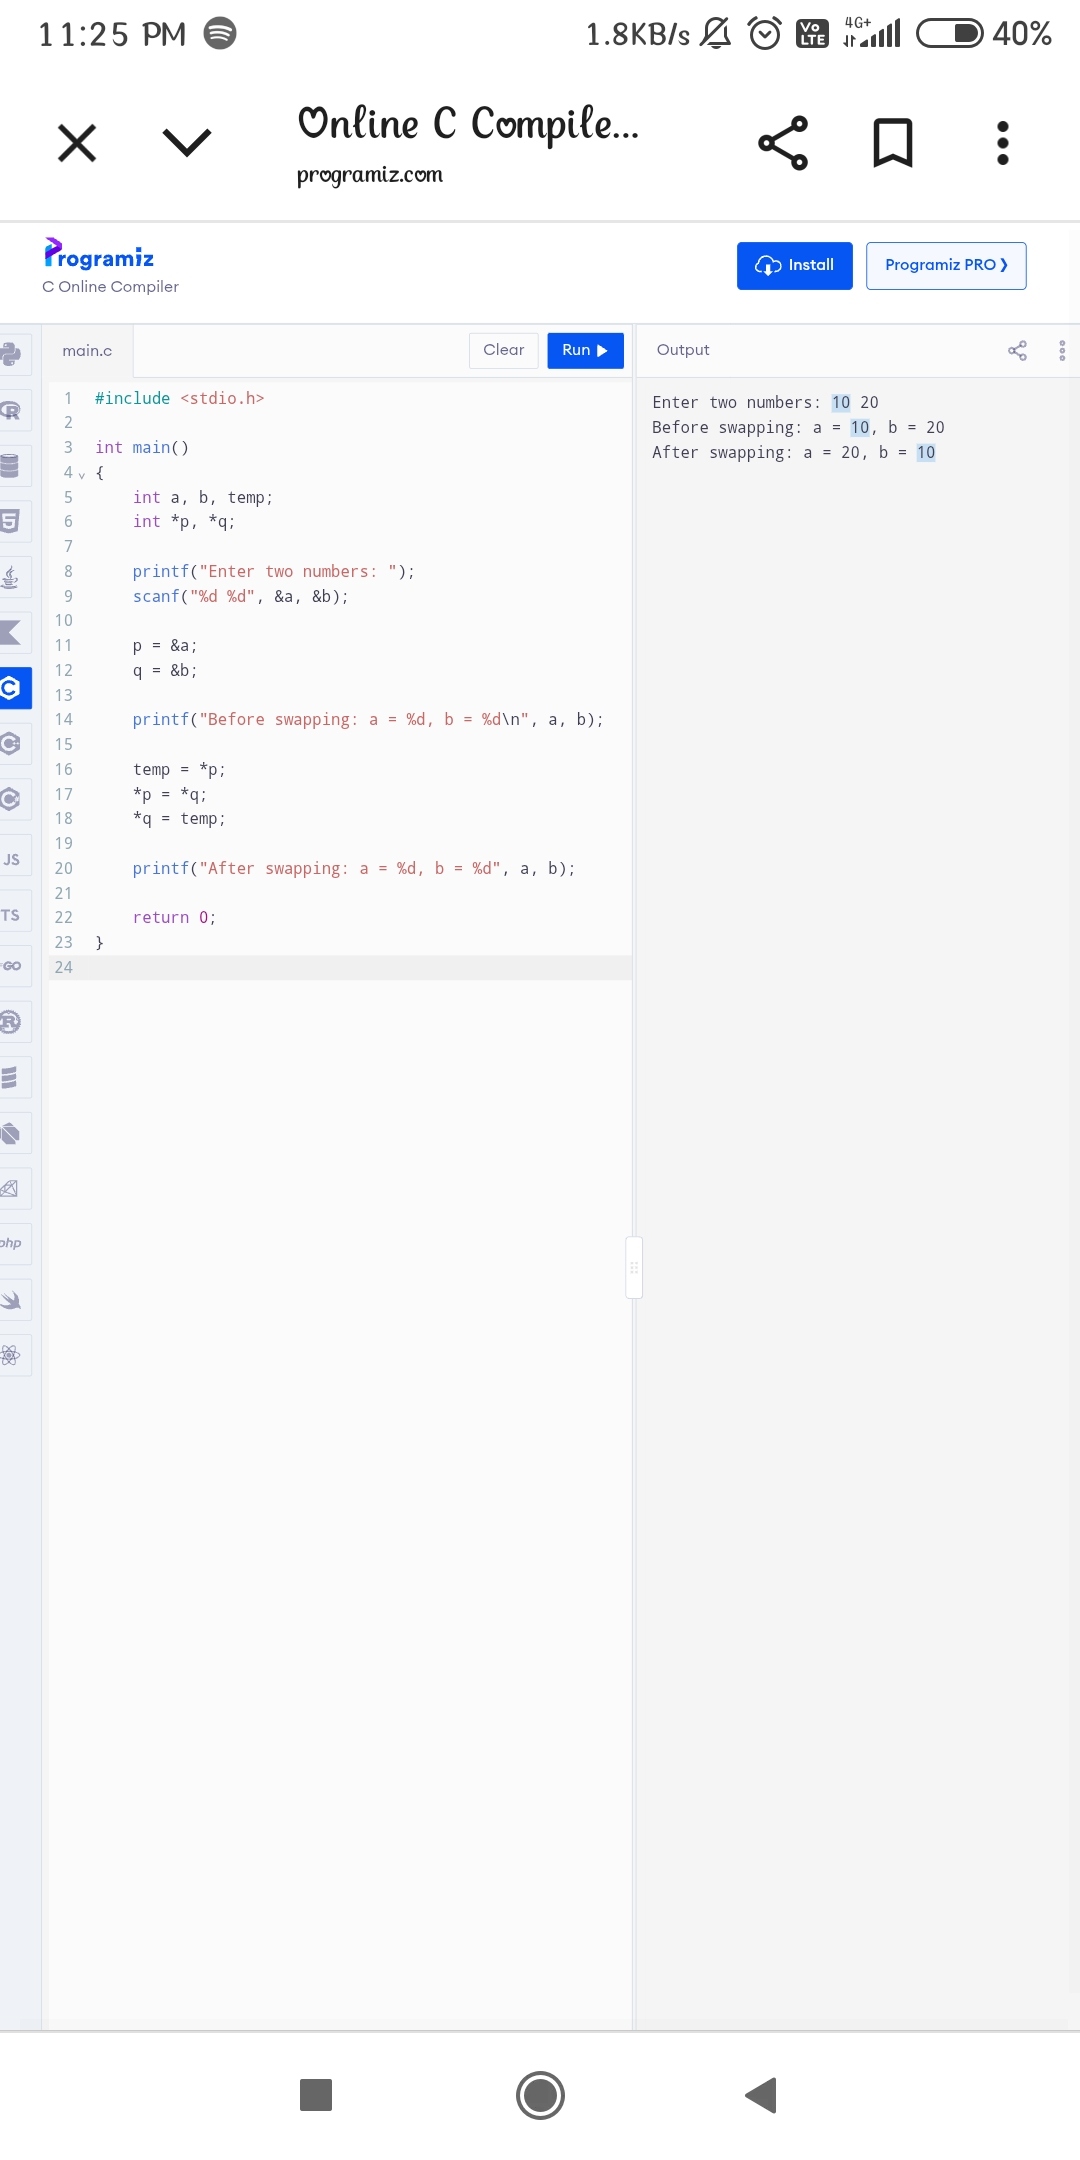 11:25 PM 1.8KB/s Vo LTE 4G+ 40%
Online C Compile...
programiz.com
Programiz
C Online Compiler
Install
Programiz PRO ❯
main.c
Clear
Run
Output
1 #include <stdio.h>
2
3 int main()
4 {
5     int a, b, temp;
6     int *p, *q;
7
8     printf("Enter two numbers: ");
9     scanf("%d %d", &a, &b);
10
11     p = &a;
12     q = &b;
13
14     printf("Before swapping: a = %d, b = %d\n", a, b);
15
16     temp = *p;
17     *p = *q;
18     *q = temp;
19
20     printf("After swapping: a = %d, b = %d", a, b);
21
22     return 0;
23 }
24
Enter two numbers: 10 20
Before swapping: a = 10, b = 20
After swapping: a = 20, b = 10
R
5
C
C
C
JS
TS
GO
R
php